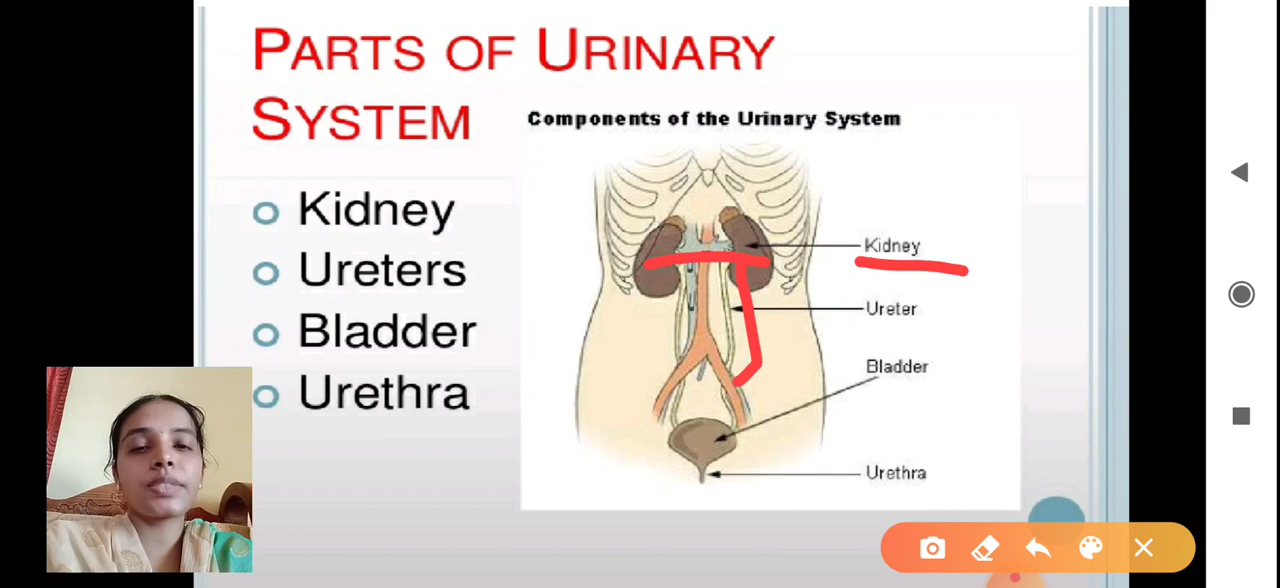 PARTS OF URINARY
SYSTEM
Components of the Urinary System
Kidney
Ureters
Bladder
Urethra
Kidney
Ureter
Bladder
Urethra